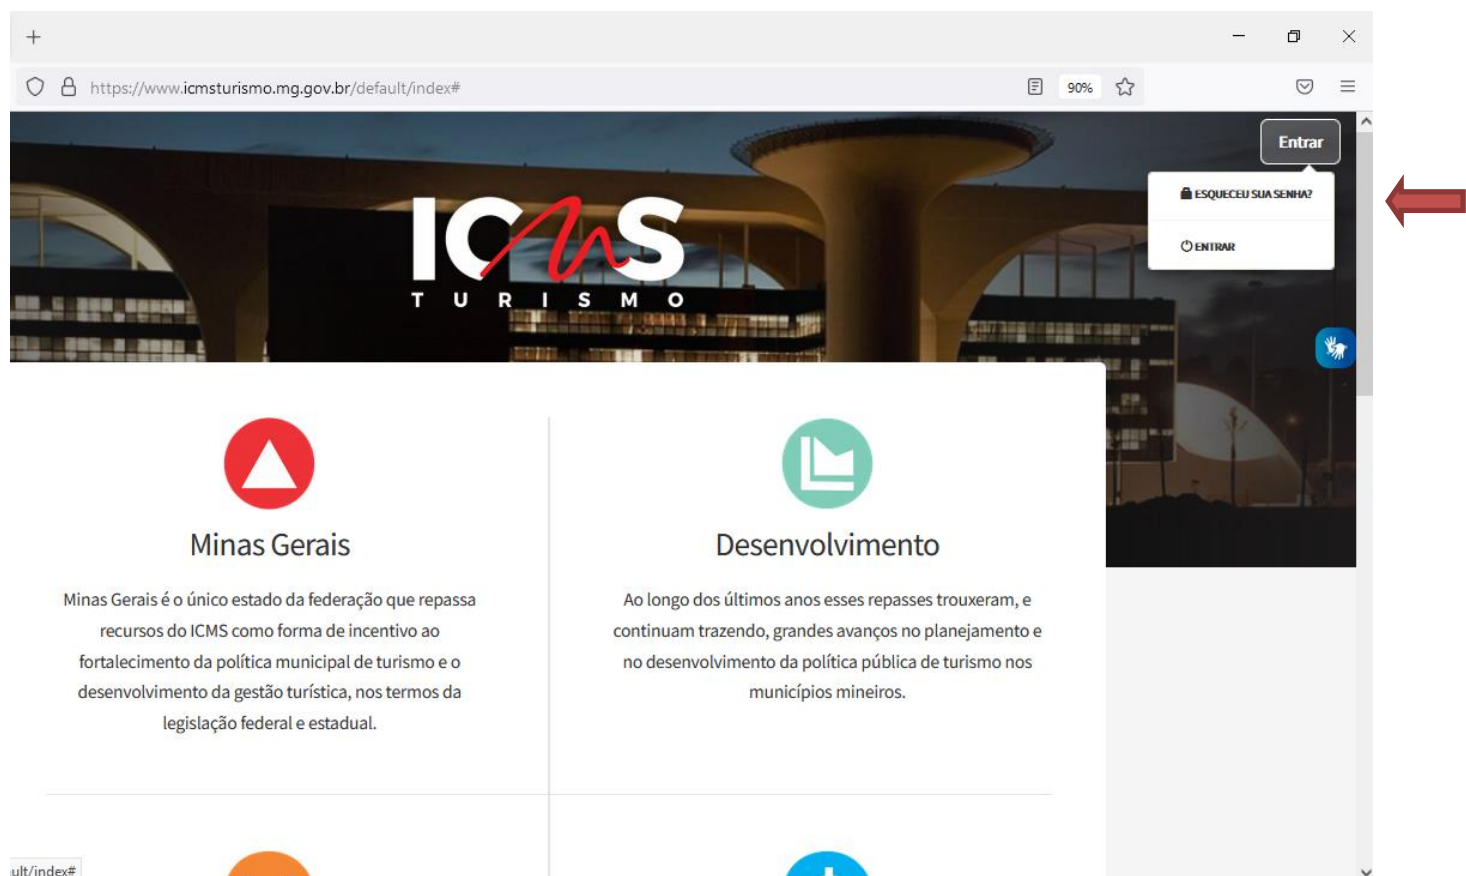 https://www.icmsturismo.mg.gov.br/default/index#
90%
Entrar
ESQUECEU SUA SENHA?
ENTRAR
ICMS
TURISMO
Minas Gerais
Minas Gerais é o único estado da federação que repassa
recursos do ICMS como forma de incentivo ao
fortalecimento da política municipal de turismo e o
desenvolvimento da gestão turística, nos termos da
legislação federal e estadual.
Desenvolvimento
Ao longo dos últimos anos esses repasses trouxeram, e
continuam trazendo, grandes avanços no planejamento e
no desenvolvimento da política pública de turismo nos
municípios mineiros.
ult/index#